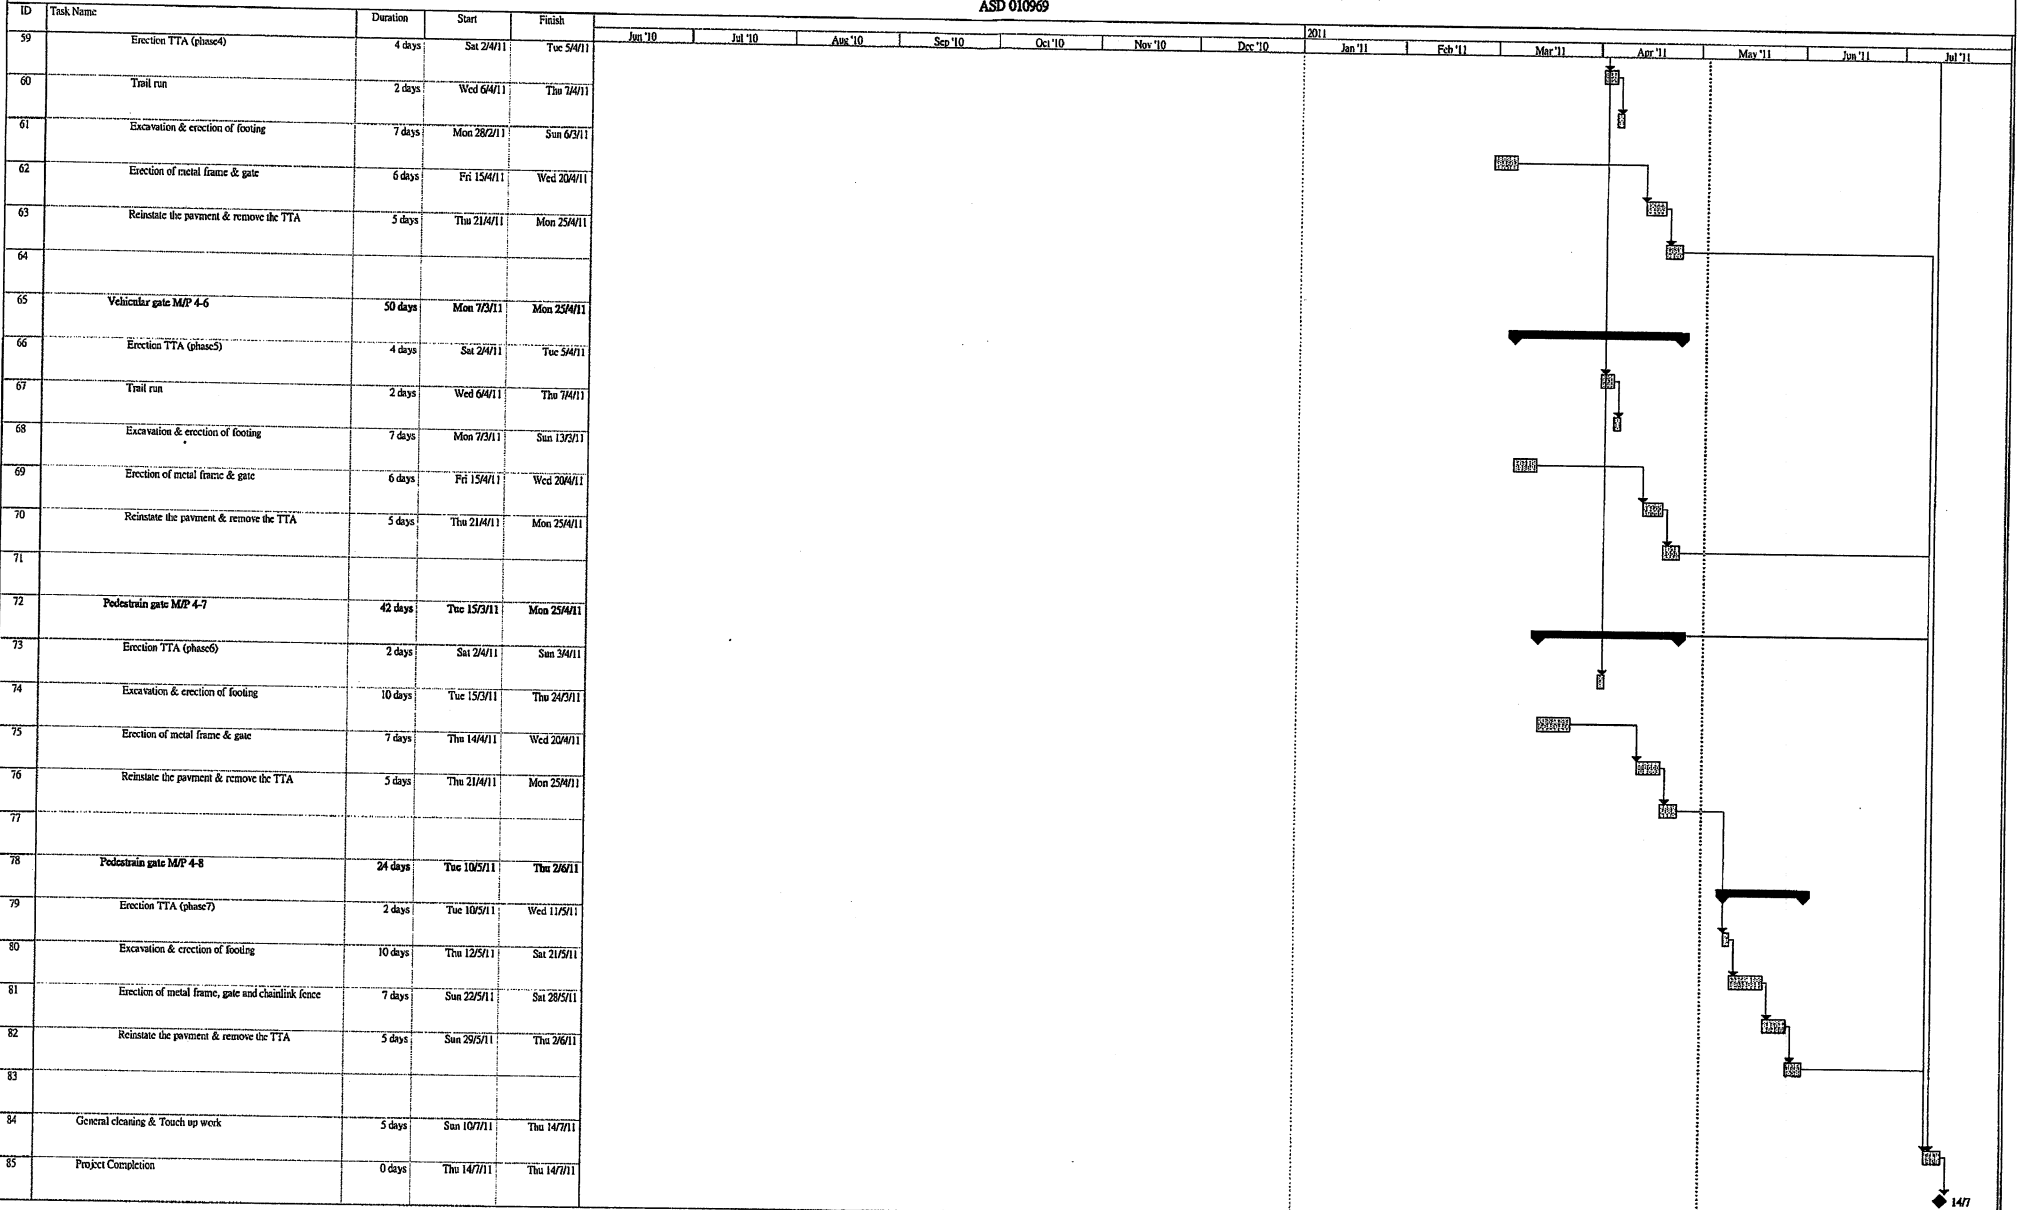 ASD 010969
ID Task Name Duration Start Finish
2011
Jun '10 Jul '10 Aug '10 Sep '10 Oct '10 Nov '10 Dec '10 Jan '11 Feb '11 Mar '11 Apr '11 May '11 Jun '11 Jul '11
59 Erection TTA (phase4) 4 days Sat 2/4/11 Tue 5/4/11
60 Trail run 2 days Wed 6/4/11 Thu 7/4/11
61 Excavation & erection of footing 7 days Mon 28/2/11 Sun 6/3/11
62 Erection of metal frame & gate 6 days Fri 15/4/11 Wed 20/4/11
63 Reinstate the pavment & remove the TTA 5 days Thu 21/4/11 Mon 25/4/11
64
65 Vehicular gate M/P 4-6 50 days Mon 7/3/11 Mon 25/4/11
66 Erection TTA (phase5) 4 days Sat 2/4/11 Tue 5/4/11
67 Trail run 2 days Wed 6/4/11 Thu 7/4/11
68 Excavation & erection of footing 7 days Mon 7/3/11 Sun 13/3/11
69 Erection of metal frame & gate 6 days Fri 15/4/11 Wed 20/4/11
70 Reinstate the pavment & remove the TTA 5 days Thu 21/4/11 Mon 25/4/11
71
72 Pedestrain gate M/P 4-7 42 days Tue 15/3/11 Mon 25/4/11
73 Erection TTA (phase6) 2 days Sat 2/4/11 Sun 3/4/11
74 Excavation & erection of footing 10 days Tue 15/3/11 Thu 24/3/11
75 Erection of metal frame & gate 7 days Thu 14/4/11 Wed 20/4/11
76 Reinstate the pavment & remove the TTA 5 days Thu 21/4/11 Mon 25/4/11
77
78 Pedestrain gate M/P 4-8 24 days Tue 10/5/11 Thu 2/6/11
79 Erection TTA (phase7) 2 days Tue 10/5/11 Wed 11/5/11
80 Excavation & erection of footing 10 days Thu 12/5/11 Sat 21/5/11
81 Erection of metal frame, gate and chainlink fence 7 days Sun 22/5/11 Sat 28/5/11
82 Reinstate the pavment & remove the TTA 5 days Sun 29/5/11 Thu 2/6/11
83
84 General cleaning & Touch up work 5 days Sun 10/7/11 Thu 14/7/11
85 Project Completion 0 days Thu 14/7/11 Thu 14/7/11
14/7